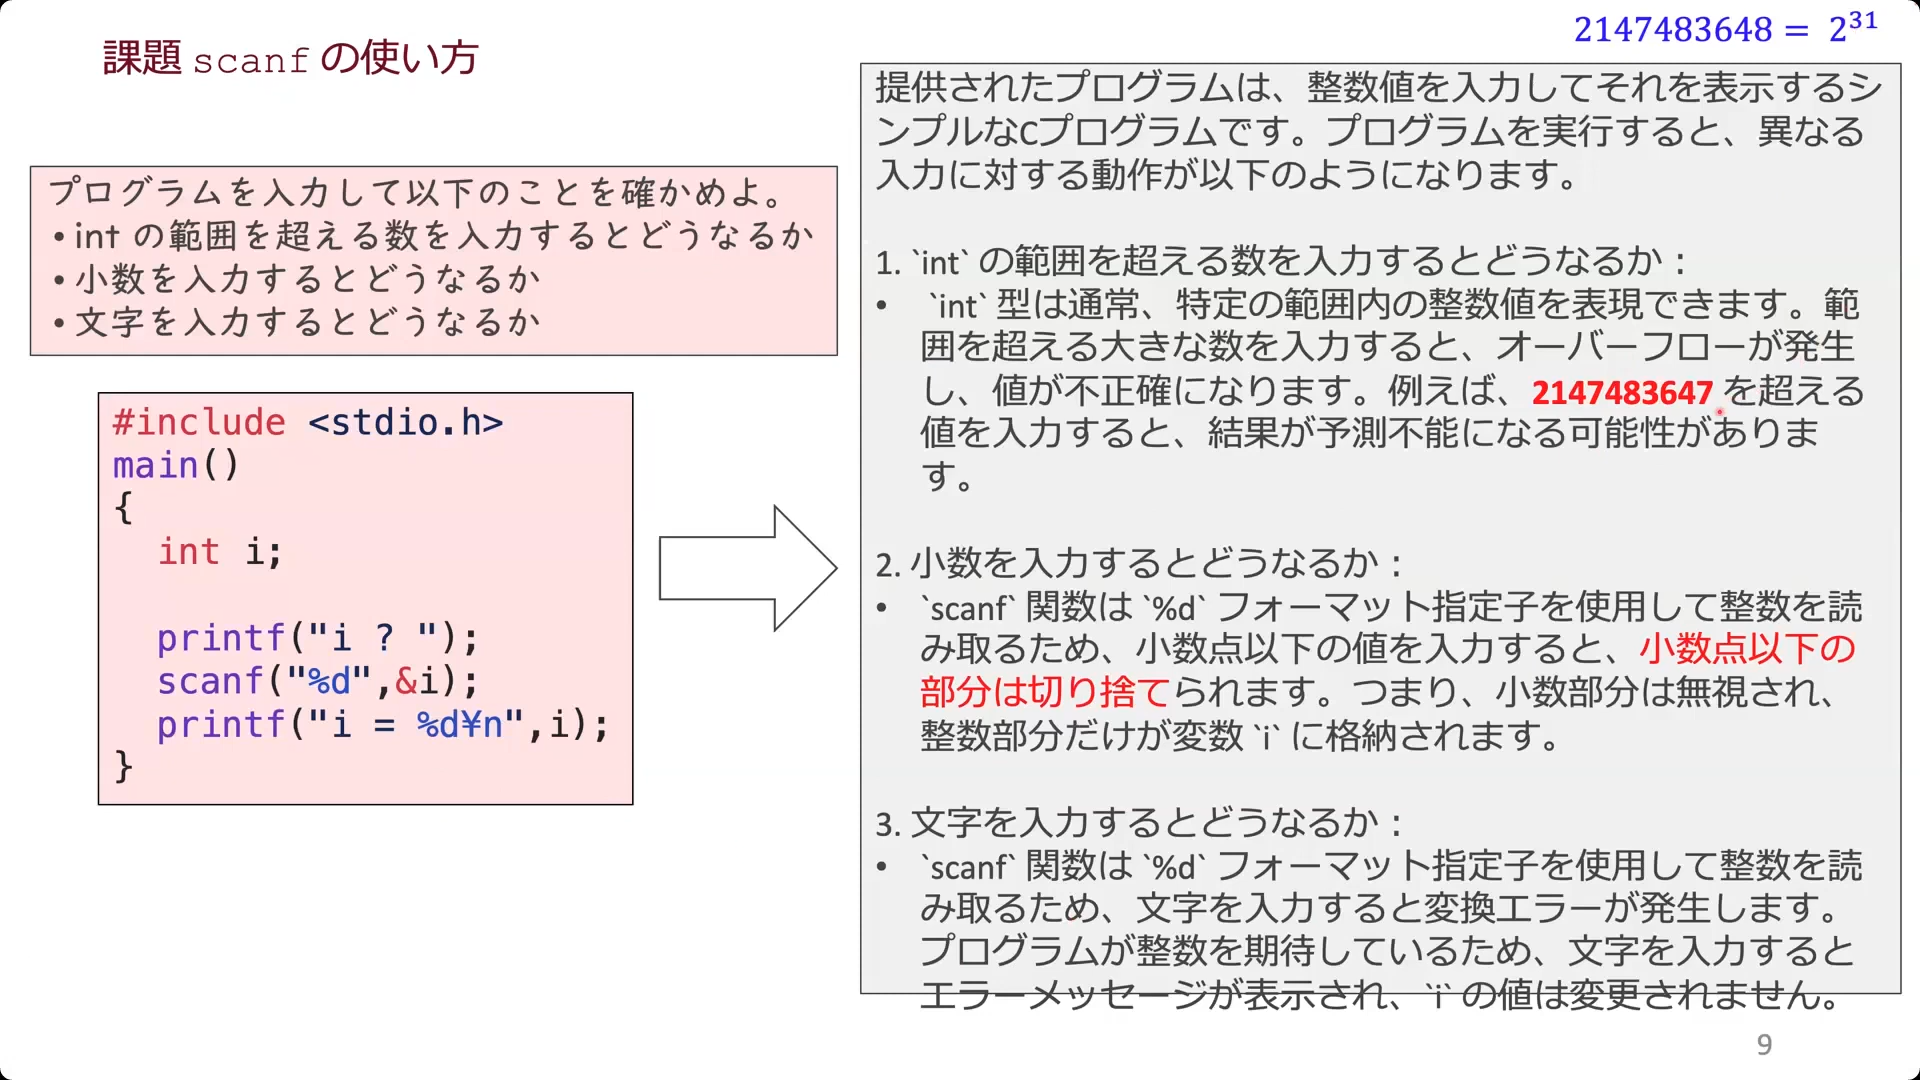 2147483648 = 2³¹
課題 scanf の使い方
プログラムを入力して以下のことを確かめよ。
• int の範囲を超える数を入力するとどうなるか
• 小数を入力するとどうなるか
• 文字を入力するとどうなるか
#include <stdio.h>
main()
{
int i;
printf("i ? ");
scanf("%d",&i);
printf("i = %d¥n",i);
}
提供されたプログラムは、整数値を入力してそれを表示するシ
ンプルなCプログラムです。プログラムを実行すると、異なる
入力に対する動作が以下のようになります。
1. `int` の範囲を超える数を入力するとどうなるか：
• `int` 型は通常、特定の範囲内の整数値を表現できます。範
囲を超える大きな数を入力すると、オーバーフローが発生
し、値が不正確になります。例えば、2147483647 を超える
値を入力すると、結果が予測不能になる可能性がありま
す。
2. 小数を入力するとどうなるか：
• `scanf` 関数は `%d` フォーマット指定子を使用して整数を読
み取るため、小数点以下の値を入力すると、小数点以下の
部分は切り捨てられます。つまり、小数部分は無視され、
整数部分だけが変数 `i` に格納されます。
3. 文字を入力するとどうなるか：
• `scanf` 関数は `%d` フォーマット指定子を使用して整数を読
み取るため、文字を入力すると変換エラーが発生します。
プログラムが整数を期待しているため、文字を入力すると
エラーメッセージが表示され、`i` の値は変更されません。
9